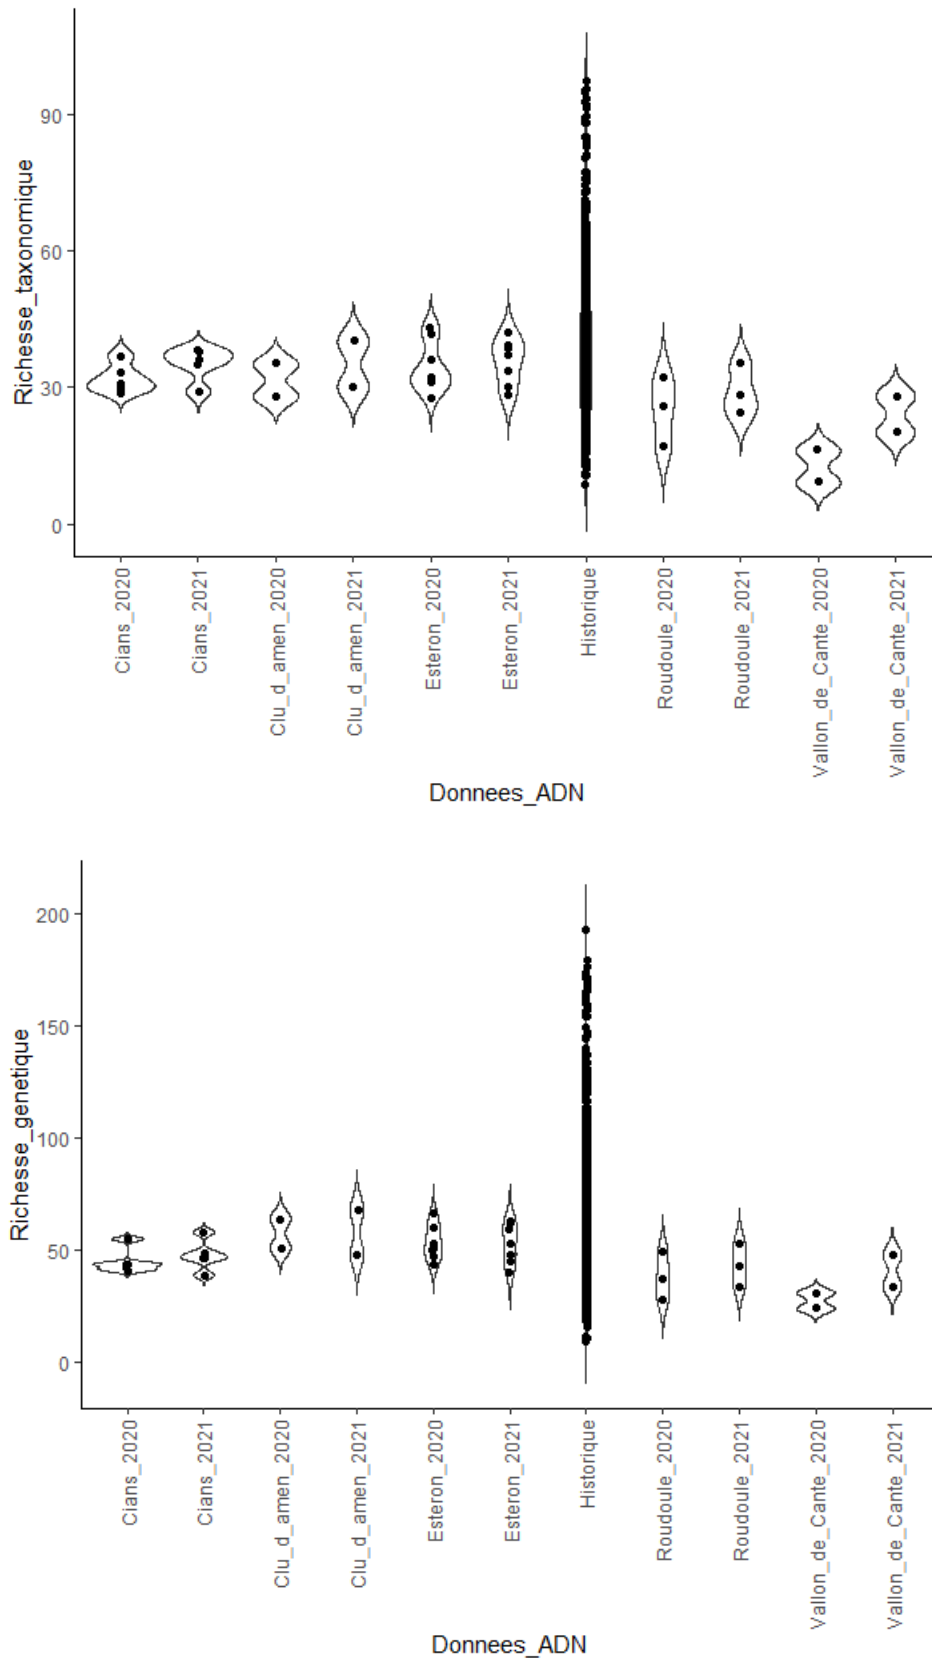 Richesse_taxonomique
90
60
30
0
Cians_2020
Cians_2021
Clu_d_amen_2020
Clu_d_amen_2021
Esteron_2020
Esteron_2021
Historique
Roudoule_2020
Roudoule_2021
Vallon_de_Cante_2020
Vallon_de_Cante_2021
Donnees_ADN
Richesse_genetique
200
150
100
50
0
Cians_2020
Cians_2021
Clu_d_amen_2020
Clu_d_amen_2021
Esteron_2020
Esteron_2021
Historique
Roudoule_2020
Roudoule_2021
Vallon_de_Cante_2020
Vallon_de_Cante_2021
Donnees_ADN